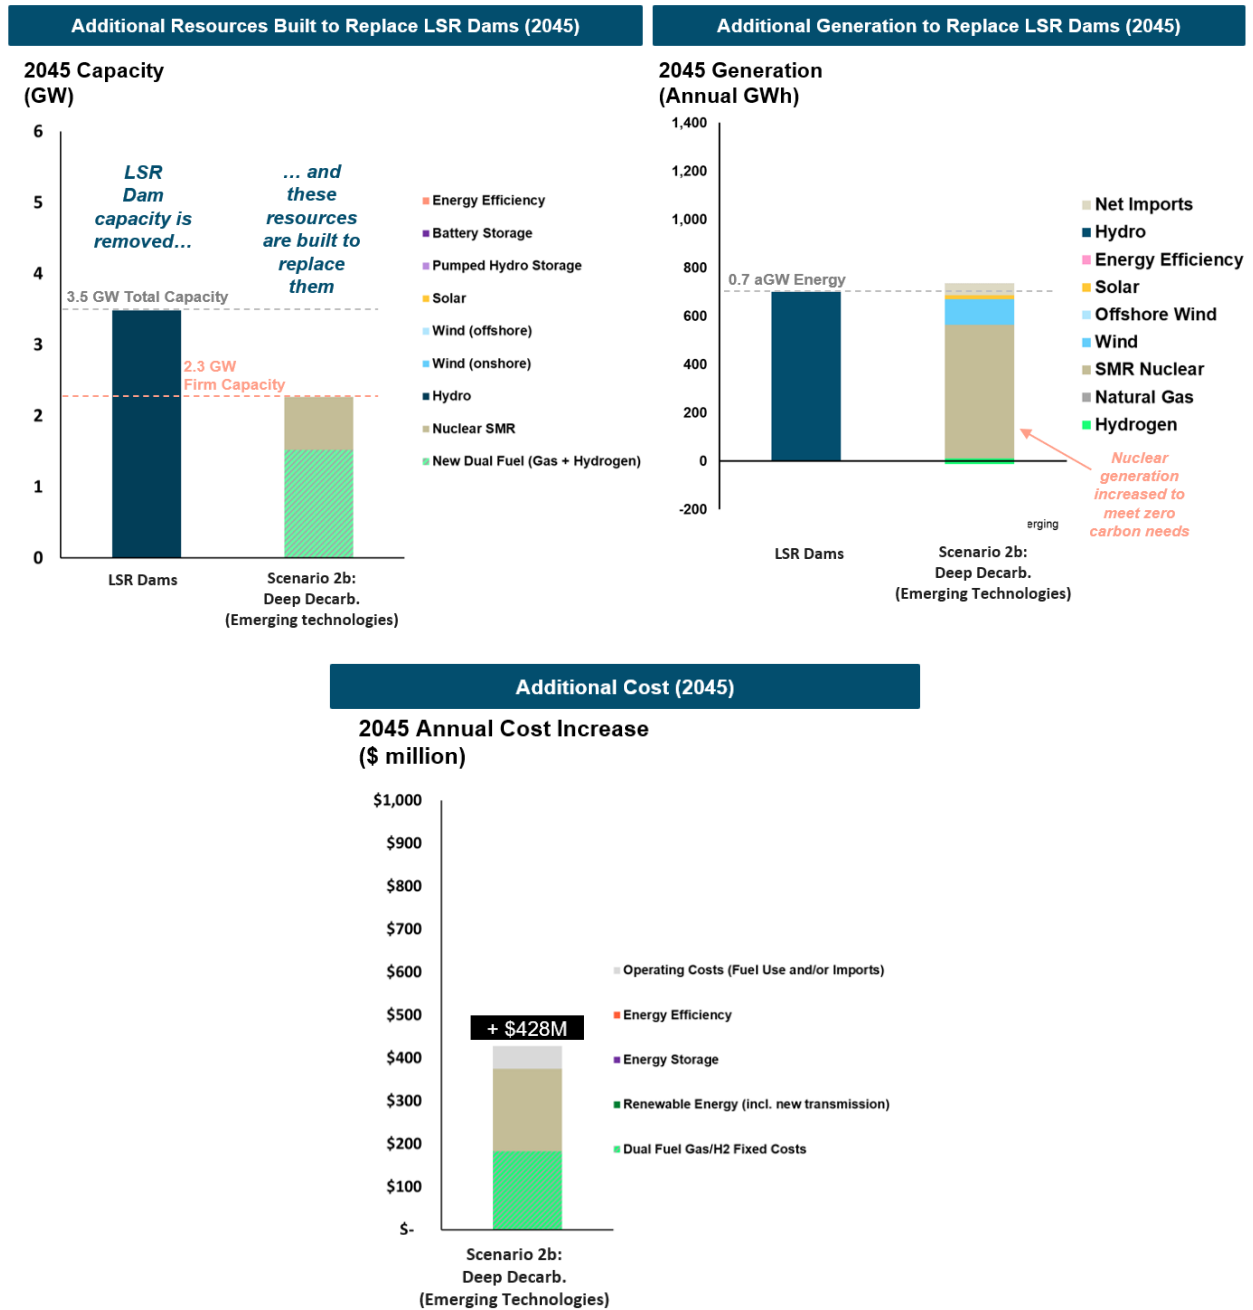 Additional Resources Built to Replace LSR Dams (2045)
2045 Capacity
(GW)
6
5
4
3
2
1
0
LSR
Dam
capacity is
removed…
… and
these
resources
are built to
replace
them
3.5 GW Total Capacity
2.3 GW
Firm Capacity
Energy Efficiency
Battery Storage
Pumped Hydro Storage
Solar
Wind (offshore)
Wind (onshore)
Hydro
Nuclear SMR
New Dual Fuel (Gas + Hydrogen)
LSR Dams
Scenario 2b:
Deep Decarb.
(Emerging technologies)
Additional Generation to Replace LSR Dams (2045)
2045 Generation
(Annual GWh)
1,400
1,200
1,000
800
600
400
200
0
-200
0.7 aGW Energy
Net Imports
Hydro
Energy Efficiency
Solar
Offshore Wind
Wind
SMR Nuclear
Natural Gas
Hydrogen
Nuclear
generation
increased to
meet zero
carbon needs
erging
LSR Dams
Scenario 2b:
Deep Decarb.
(Emerging Technologies)
Additional Cost (2045)
2045 Annual Cost Increase
($ million)
$1,000
$900
$800
$700
$600
$500
$400
$300
$200
$100
$-
+ $428M
Operating Costs (Fuel Use and/or Imports)
Energy Efficiency
Energy Storage
Renewable Energy (incl. new transmission)
Dual Fuel Gas/H2 Fixed Costs
Scenario 2b:
Deep Decarb.
(Emerging Technologies)